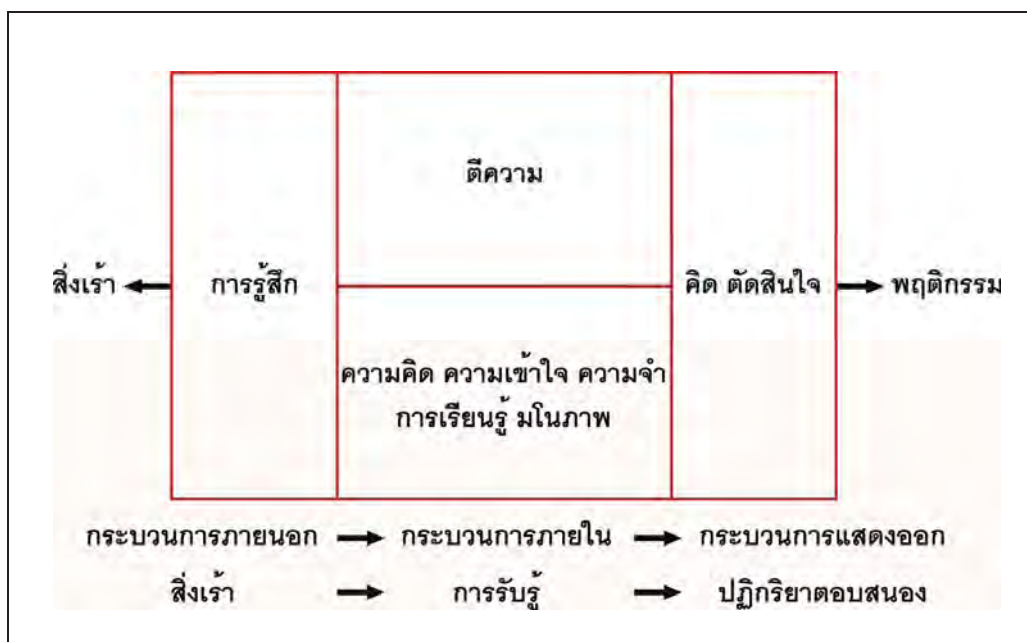 ตีความ
สิ่งเร้า การรู้สึก คิด ตัดสินใจ พฤติกรรม
ความคิด ความเข้าใจ ความจำ
การเรียนรู้ มโนภาพ
กระบวนการภายนอก กระบวนการภายใน กระบวนการแสดงออก
สิ่งเร้า การรับรู้ ปฏิกริยาตอบสนอง